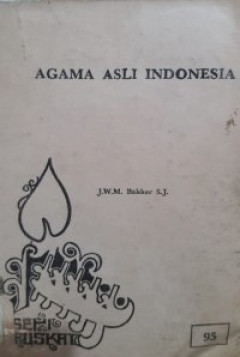 AGAMA ASLI INDONESIA
J.W.M. Bakker S.J.
SERI
PUSKAT
95